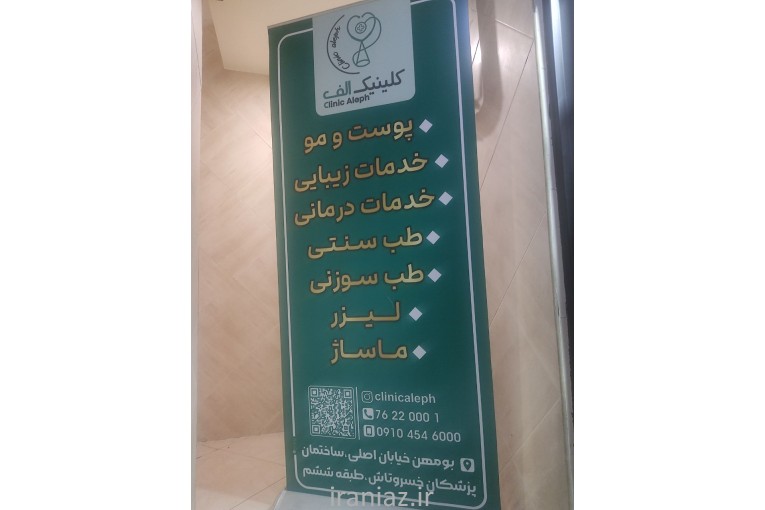 کلینیک الف
Clinic Aleph
پوست و مو
خدمات زیبایی
خدمات درمانی
طب سنتی
طب سوزنی
لیزر
ماساژ
clinicaleph
76 22 000 1
0910 454 6000
بومهن خیابان اصلی.ساختمان
پزشکان خسروتاش.طبقه ششم
iraniaz.ir